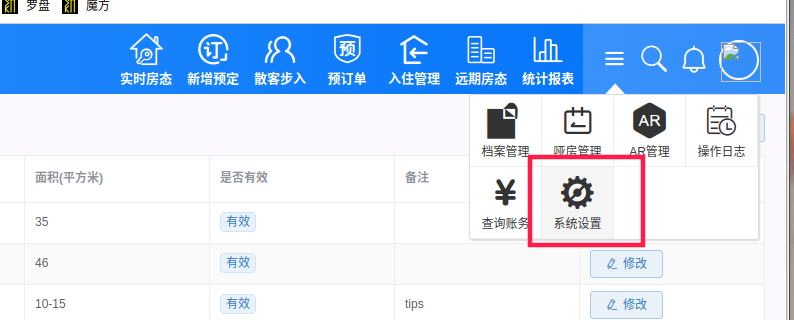 罗盘 魔方
订 预
实时房态 新增预定 散客步入 预订单 入住管理 远期房态 统计报表
AR
档案管理 哑房管理 AR管理 操作日志
面积(平方米) 是否有效 备注
¥
查询账务 系统设置
35 有效
46 有效 修改
10-15 有效 tips 修改